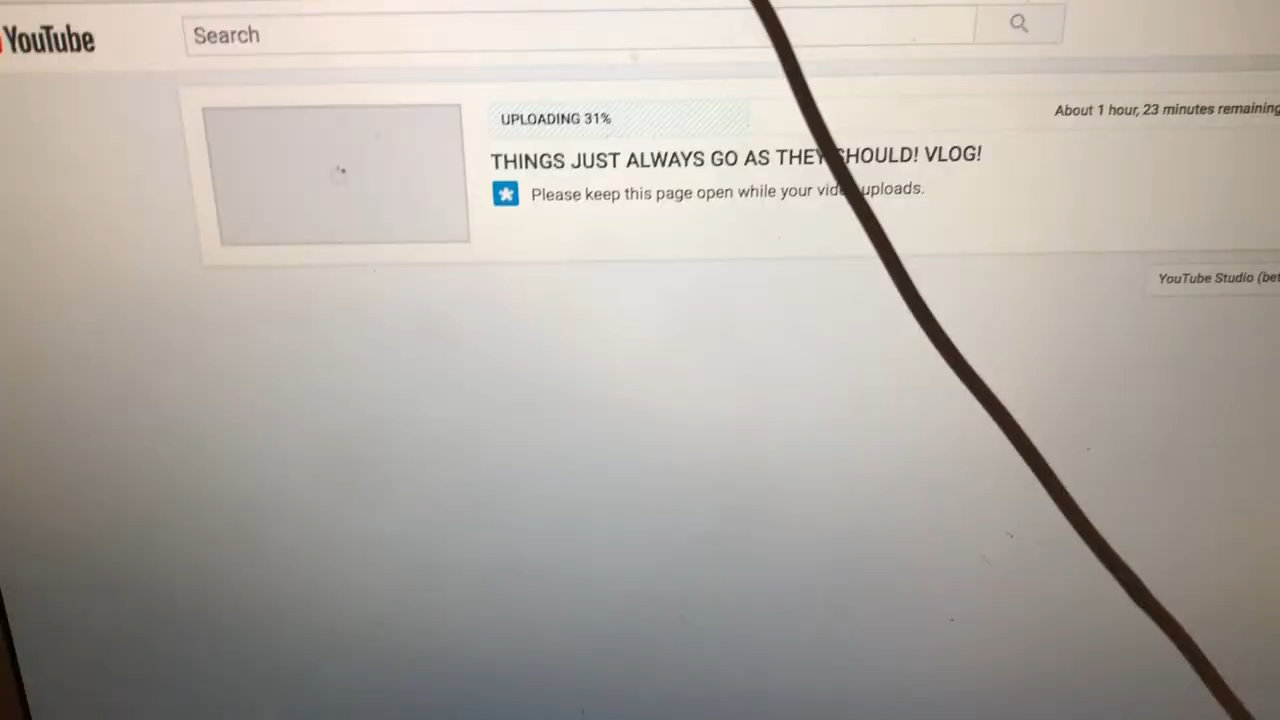 YouTube
Search
UPLOADING 31%
About 1 hour, 23 minutes remaining
THINGS JUST ALWAYS GO AS THEY SHOULD! VLOG!
Please keep this page open while your video uploads.
YouTube Studio (bet